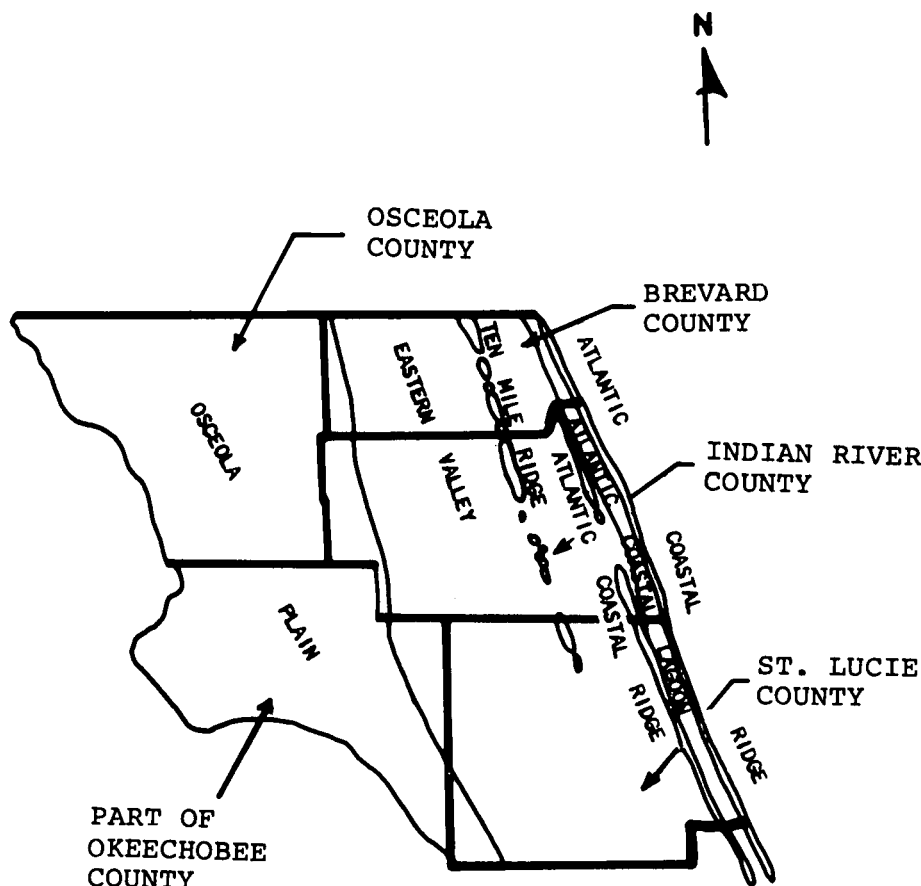 N
OSCEOLA
COUNTY
BREVARD
COUNTY
TEN
MILE
RIDGE
EASTERN
VALLEY
ATLANTIC
COASTAL
RIDGE
OSCEOLA
PLAIN
ATLANTIC
COASTAL
LAGOON
ATLANTIC
COASTAL
RIDGE
INDIAN RIVER
COUNTY
ST. LUCIE
COUNTY
PART OF
OKEECHOBEE
COUNTY